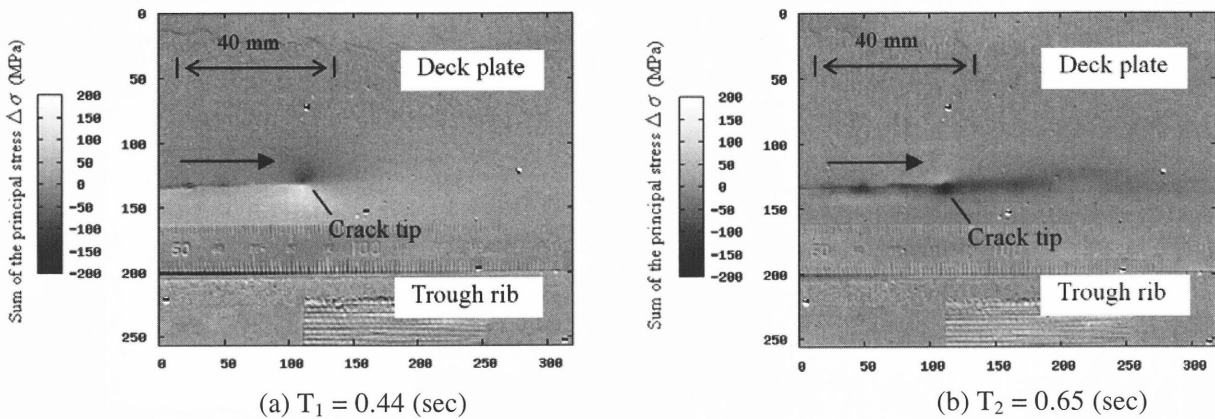 Sum of the principal stress Δσ (MPa)
200
150
100
50
0
-50
-100
-150
-200
0
50
100
150
200
250
0 50 100 150 200 250 300
40 mm
Deck plate
Crack tip
50
100
Trough rib
(a) T₁ = 0.44 (sec)
Sum of the principal stress Δσ (MPa)
200
150
100
50
0
-50
-100
-150
-200
0
50
100
150
200
250
0 50 100 150 200 250 300
40 mm
Deck plate
Crack tip
Trough rib
(b) T₂ = 0.65 (sec)